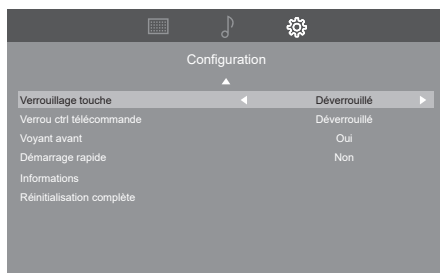 Configuration
Verrouillage touche Déverrouillé
Verrou ctrl télécommande Déverrouillé
Voyant avant Oui
Démarrage rapide Non
Informations
Réinitialisation complète